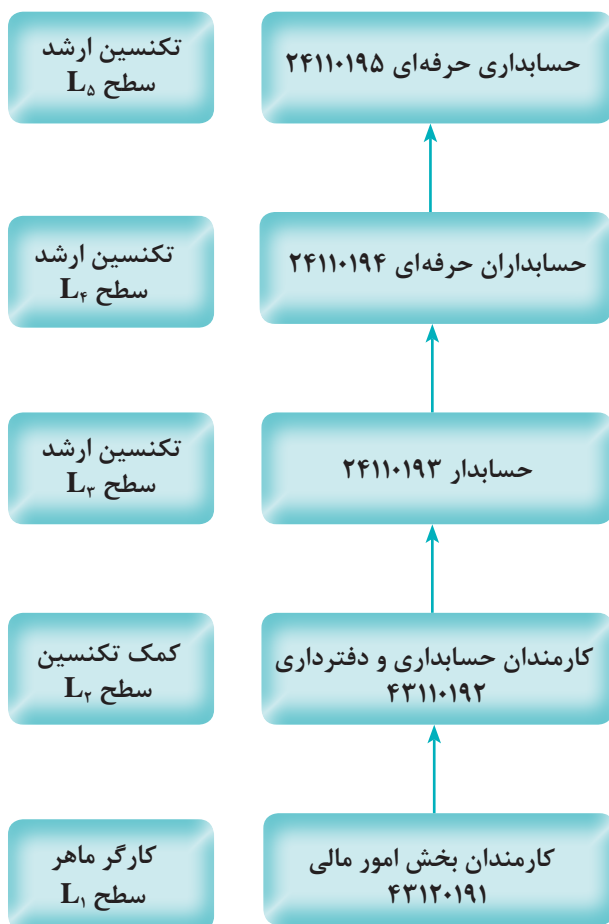 حسابداری حرفه‌ای ۲۴۱۱۰۱۹۵
تکنسین ارشد
سطح L۵
حسابداران حرفه‌ای ۲۴۱۱۰۱۹۴
تکنسین ارشد
سطح L۴
حسابدار ۲۴۱۱۰۱۹۳
تکنسین ارشد
سطح L۳
کارمندان حسابداری و دفترداری
۴۳۱۱۰۱۹۲
کمک تکنسین
سطح L۲
کارمندان بخش امور مالی
۴۳۱۲۰۱۹۱
کارگر ماهر
سطح L۱